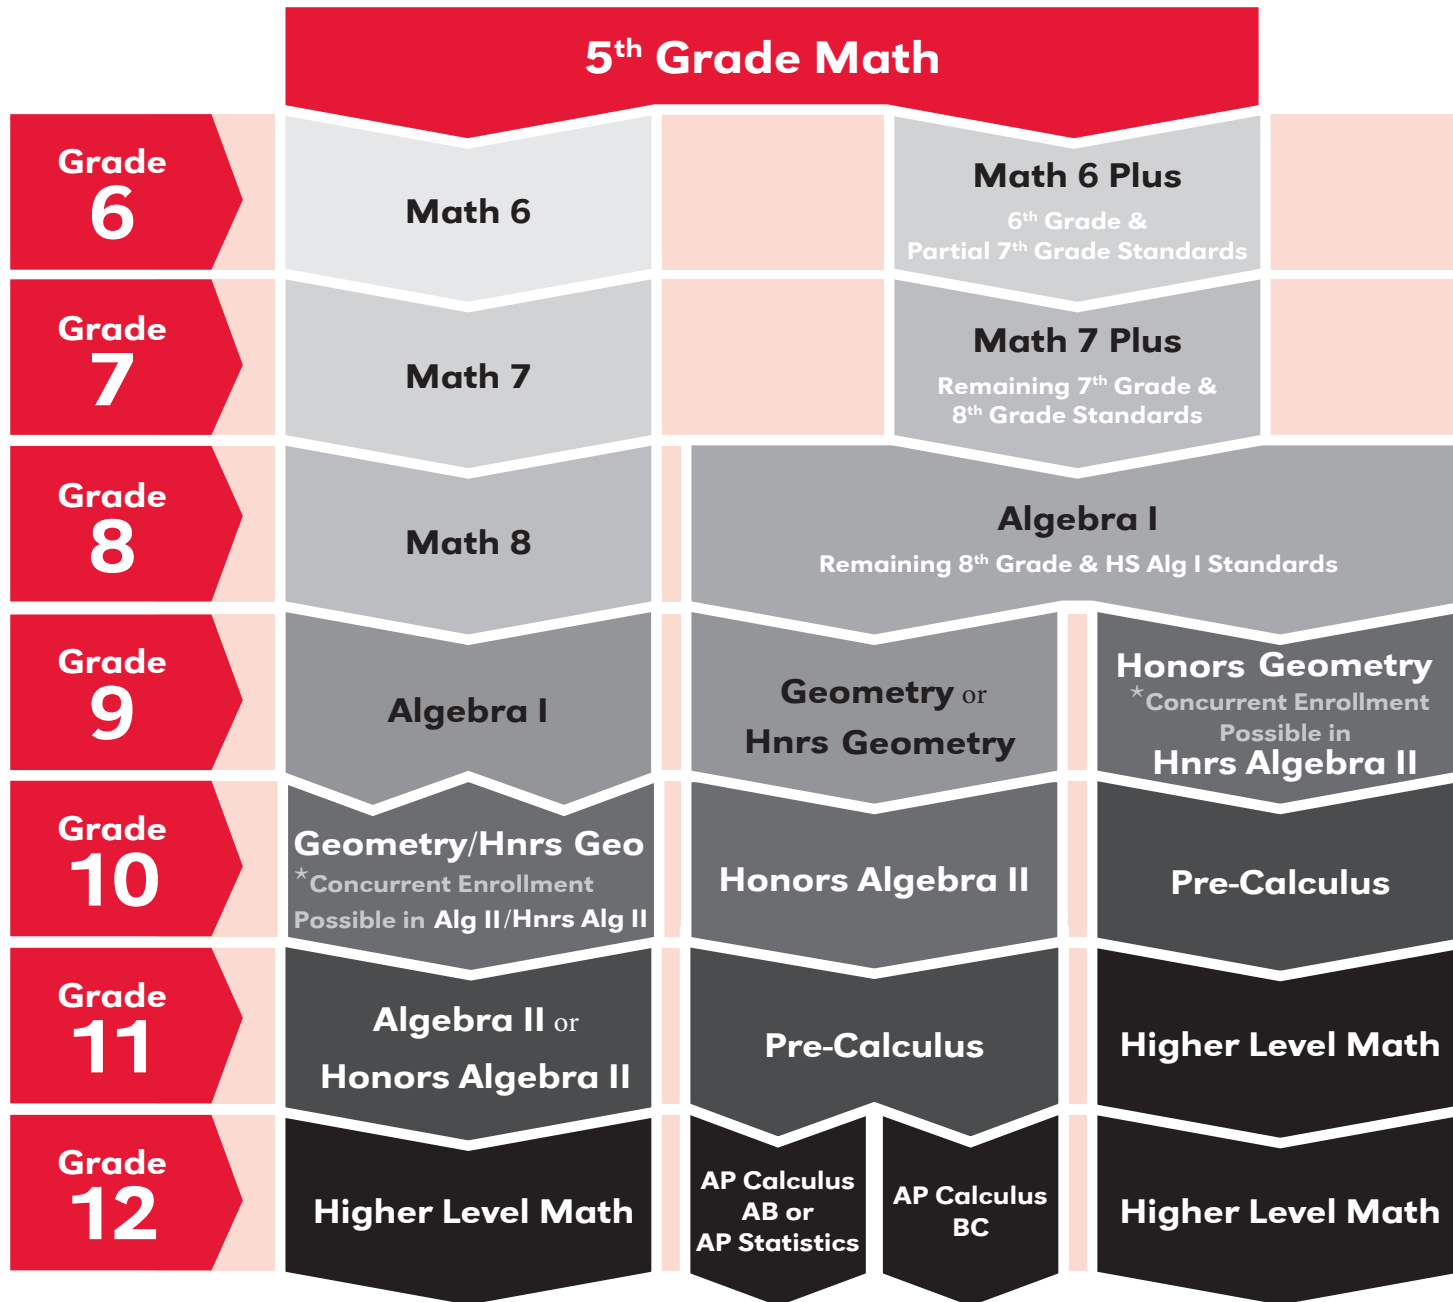 5th Grade Math
Grade
6
Math 6
Math 6 Plus
6th Grade &
Partial 7th Grade Standards
Grade
7
Math 7
Math 7 Plus
Remaining 7th Grade &
8th Grade Standards
Grade
8
Math 8
Algebra I
Remaining 8th Grade & HS Alg I Standards
Grade
9
Algebra I
Geometry or
Hnrs Geometry
Honors Geometry
*Concurrent Enrollment
Possible in
Hnrs Algebra II
Grade
10
Geometry/Hnrs Geo
*Concurrent Enrollment
Possible in Alg II/Hnrs Alg II
Honors Algebra II
Pre-Calculus
Grade
11
Algebra II or
Honors Algebra II
Pre-Calculus
Higher Level Math
Grade
12
Higher Level Math
AP Calculus
AB or
AP Statistics
AP Calculus
BC
Higher Level Math